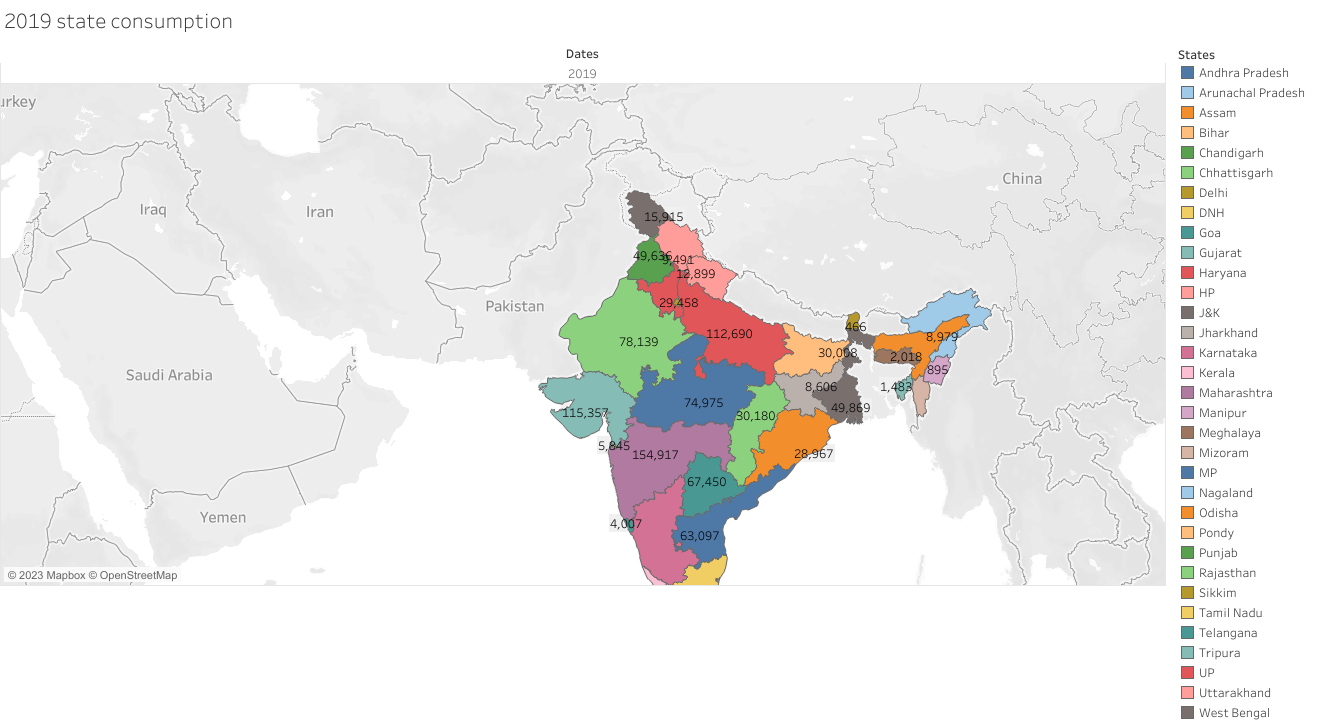 2019 state consumption
Dates
2019
States
Andhra Pradesh
Arunachal Pradesh
Assam
Bihar
Chandigarh
Chhattisgarh
Delhi
DNH
Goa
Gujarat
Haryana
HP
J&K
Jharkhand
Karnataka
Kerala
Maharashtra
Manipur
Meghalaya
Mizoram
MP
Nagaland
Odisha
Pondy
Punjab
Rajasthan
Sikkim
Tamil Nadu
Telangana
Tripura
UP
Uttarakhand
West Bengal
urkey
China
Iraq
Iran
15,915
49,636
9,491
12,899
Pakistan
29,458
466
112,690
8,979
78,139
30,008
2,018
Saudi Arabia
895
8,606
1,483
74,975
49,869
115,357
30,180
5,845
154,917
28,967
67,450
Yemen
4,007
63,097
© 2023 Mapbox © OpenStreetMap